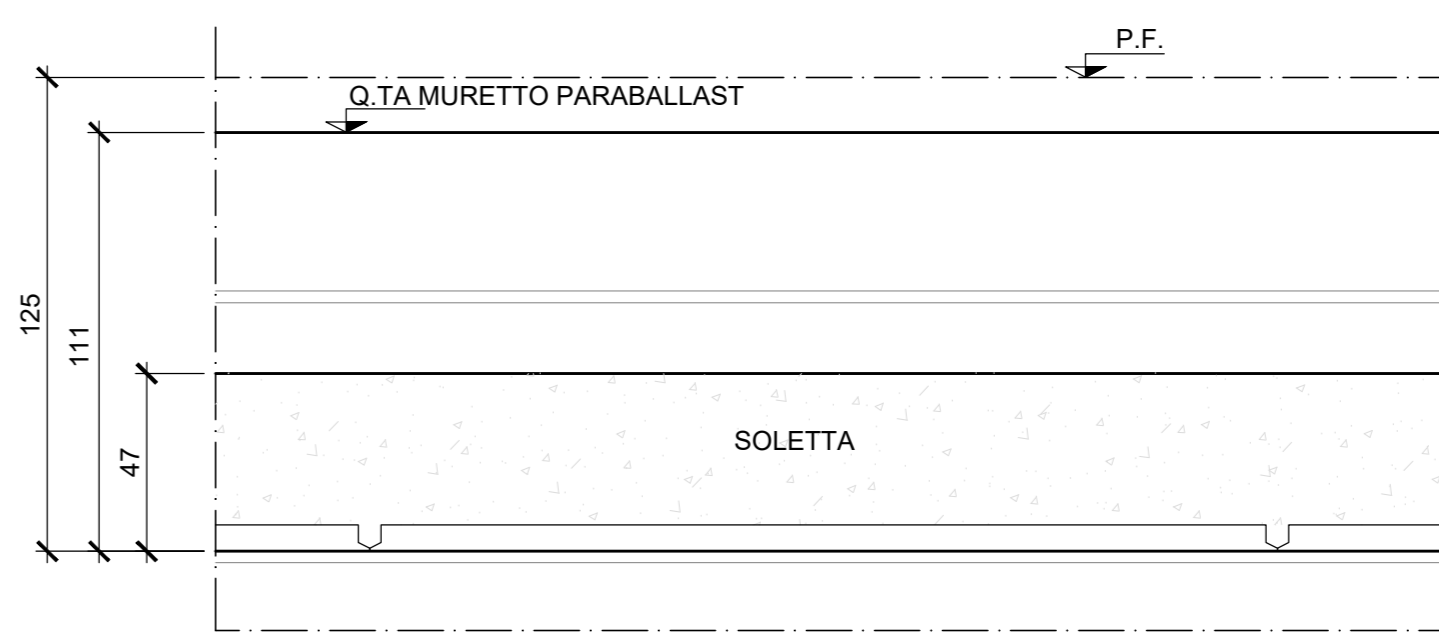 P.F.
Q.TA MURETTO PARABALLAST
125
111
47
SOLETTA